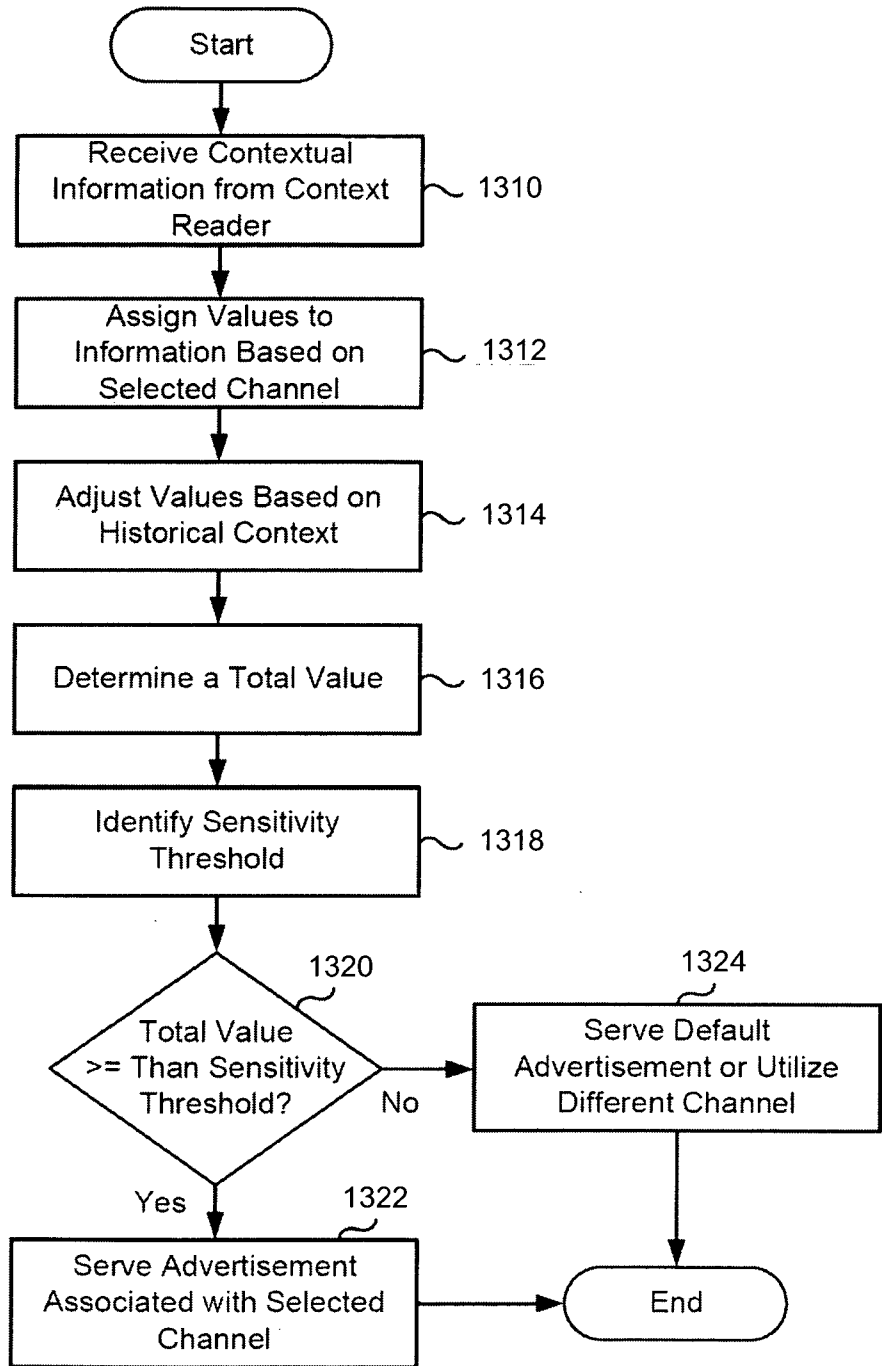 Start
Receive Contextual
Information from Context
Reader
1310
Assign Values to
Information Based on
Selected Channel
1312
Adjust Values Based on
Historical Context
1314
Determine a Total Value
1316
Identify Sensitivity
Threshold
1318
1320
Total Value
>= Than Sensitivity
Threshold?
No
Yes
1324
Serve Default
Advertisement or Utilize
Different Channel
1322
Serve Advertisement
Associated with Selected
Channel
End